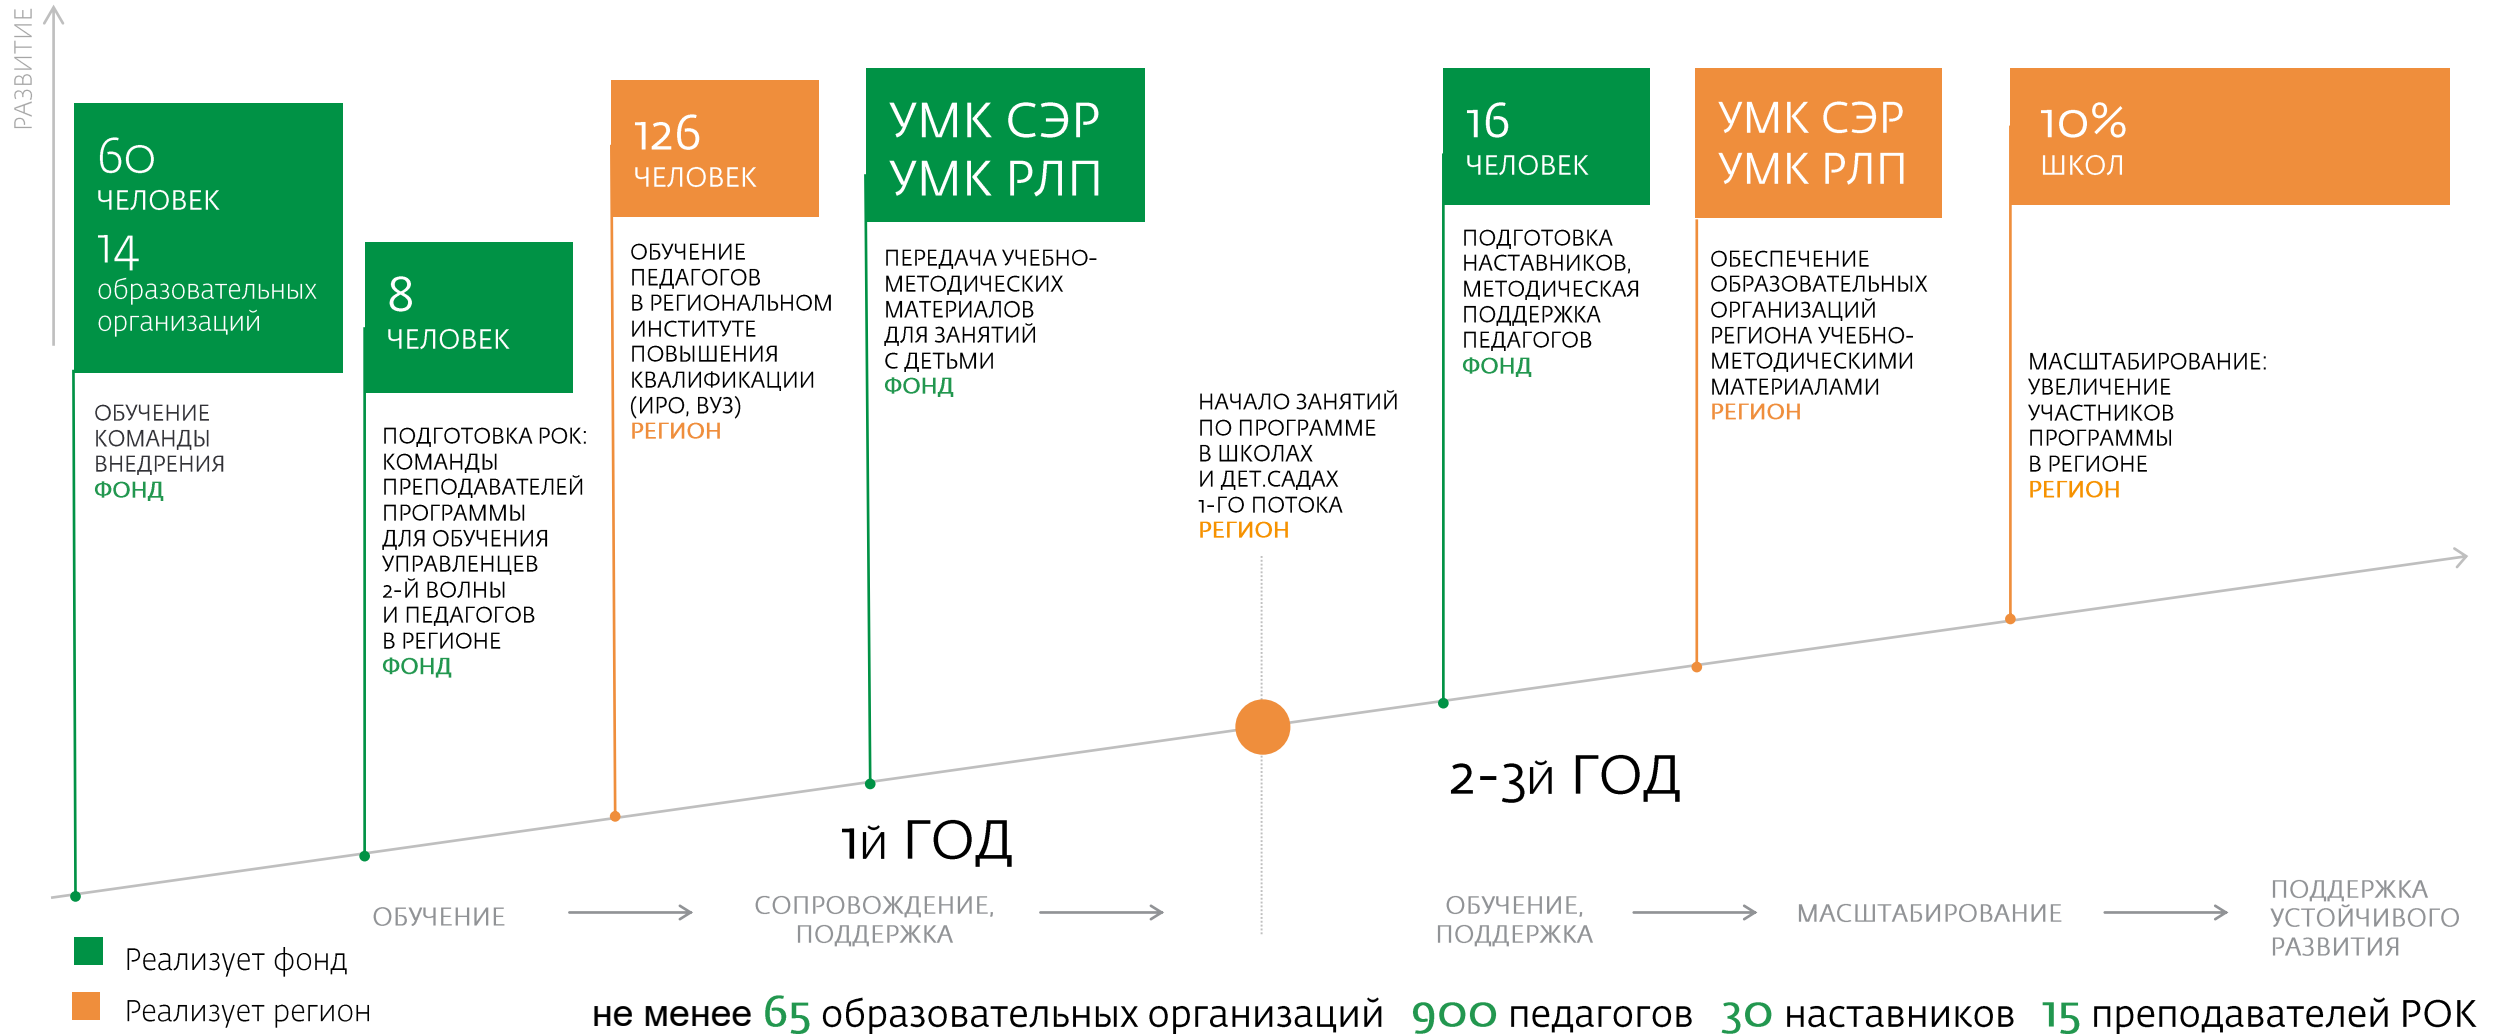 РАЗВИТИЕ
60
ЧЕЛОВЕК
14
образовательных
организаций
ОБУЧЕНИЕ
КОМАНДЫ
ВНЕДРЕНИЯ
ФОНД
8
ЧЕЛОВЕК
ПОДГОТОВКА РОК:
КОМАНДЫ
ПРЕПОДАВАТЕЛЕЙ
ПРОГРАММЫ
ДЛЯ ОБУЧЕНИЯ
УПРАВЛЕНЦЕВ
2-Й ВОЛНЫ
И ПЕДАГОГОВ
В РЕГИОНЕ
ФОНД
126
ЧЕЛОВЕК
ОБУЧЕНИЕ
ПЕДАГОГОВ
В РЕГИОНАЛЬНОМ
ИНСТИТУТЕ
ПОВЫШЕНИЯ
КВАЛИФИКАЦИИ
(ИРО, ВУЗ)
РЕГИОН
УМК СЭР
УМК РЛП
ПЕРЕДАЧА УЧЕБНО-
МЕТОДИЧЕСКИХ
МАТЕРИАЛОВ
ДЛЯ ЗАНЯТИЙ
С ДЕТЬМИ
ФОНД
НАЧАЛО ЗАНЯТИЙ
ПО ПРОГРАММЕ
В ШКОЛАХ
И ДЕТ.САДАХ
1-ГО ПОТОКА
РЕГИОН
16
ЧЕЛОВЕК
ПОДГОТОВКА
НАСТАВНИКОВ,
МЕТОДИЧЕСКАЯ
ПОДДЕРЖКА
ПЕДАГОГОВ
ФОНД
УМК СЭР
УМК РЛП
ОБЕСПЕЧЕНИЕ
ОБРАЗОВАТЕЛЬНЫХ
ОРГАНИЗАЦИЙ
РЕГИОНА УЧЕБНО-
МЕТОДИЧЕСКИМИ
МАТЕРИАЛАМИ
РЕГИОН
10%
ШКОЛ
МАСШТАБИРОВАНИЕ:
УВЕЛИЧЕНИЕ
УЧАСТНИКОВ
ПРОГРАММЫ
В РЕГИОНЕ
РЕГИОН
1й ГОД
2-3й ГОД
ОБУЧЕНИЕ
СОПРОВОЖДЕНИЕ,
ПОДДЕРЖКА
ОБУЧЕНИЕ,
ПОДДЕРЖКА
МАСШТАБИРОВАНИЕ
ПОДДЕРЖКА
УСТОЙЧИВОГО
РАЗВИТИЯ
Реализует фонд
Реализует регион
не менее 65 образовательных организаций 900 педагогов 30 наставников 15 преподавателей РОК